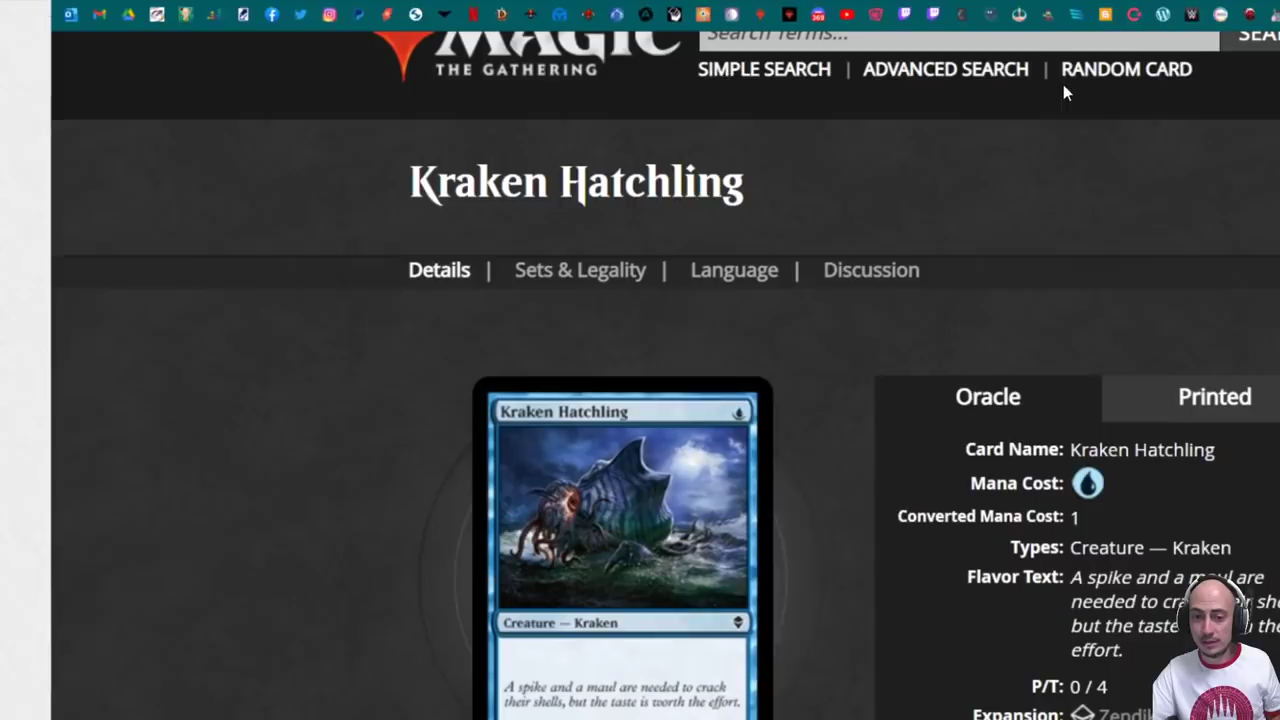 MAGIC
THE GATHERING
Search Terms...
SIMPLE SEARCH | ADVANCED SEARCH | RANDOM CARD
Kraken Hatchling
Details | Sets & Legality | Language | Discussion
Kraken Hatchling
Creature — Kraken
A spike and a maul are needed to crack
their shells, but the taste is worth the effort.
Oracle Printed
Card Name: Kraken Hatchling
Mana Cost:
Converted Mana Cost: 1
Types: Creature — Kraken
Flavor Text: A spike and a maul are
needed to
but the taste
effort.
P/T: 0 / 4
Expansion: